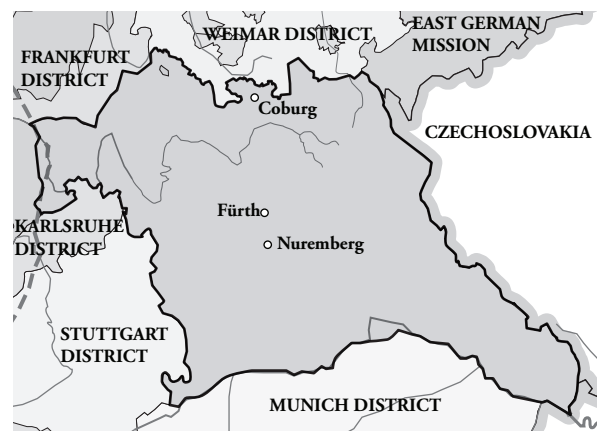 EAST GERMAN
MISSION
WEIMAR DISTRICT
FRANKFURT
DISTRICT
Coburg
CZECHOSLOVAKIA
Fürth
KARLSRUHE
DISTRICT
Nuremberg
STUTTGART
DISTRICT
MUNICH DISTRICT